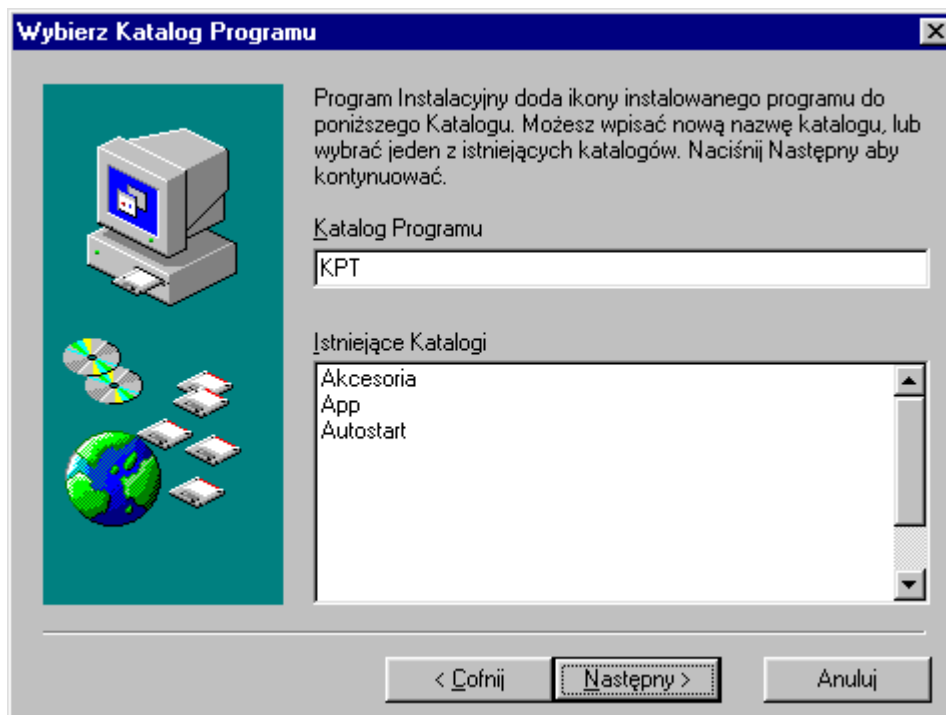 Wybierz Katalog Programu
Program Instalacyjny doda ikony instalowanego programu do
poniższego Katalogu. Możesz wpisać nową nazwę katalogu, lub
wybrać jeden z istniejących katalogów. Naciśnij Następny aby
kontynuować.
Katalog Programu
KPT
Istniejące Katalogi
Akcesoria
App
Autostart
< Cofnij
Następny >
Anuluj